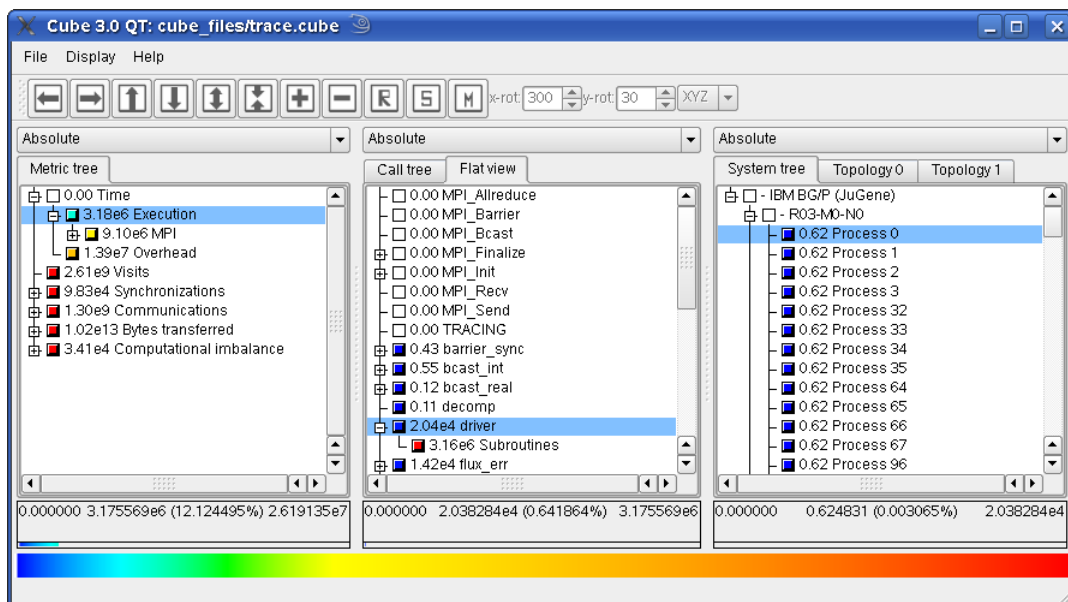 Cube 3.0 QT: cube_files/trace.cube
File Display Help
R S M x-rot: 300 y-rot: 30 XYZ
Absolute Absolute Absolute
Metric tree Call tree Flat view System tree Topology 0 Topology 1
0.00 Time
3.18e6 Execution
9.10e6 MPI
1.39e7 Overhead
2.61e9 Visits
9.83e4 Synchronizations
1.30e9 Communications
1.02e13 Bytes transferred
3.41e4 Computational imbalance
0.00 MPI_Allreduce
0.00 MPI_Barrier
0.00 MPI_Bcast
0.00 MPI_Finalize
0.00 MPI_Init
0.00 MPI_Recv
0.00 MPI_Send
0.00 TRACING
0.43 barrier_sync
0.55 bcast_int
0.12 bcast_real
0.11 decomp
2.04e4 driver
3.16e6 Subroutines
1.42e4 flux_err
- IBM BG/P (JuGene)
- R03-M0-N0
0.62 Process 0
0.62 Process 1
0.62 Process 2
0.62 Process 3
0.62 Process 32
0.62 Process 33
0.62 Process 34
0.62 Process 35
0.62 Process 64
0.62 Process 65
0.62 Process 66
0.62 Process 67
0.62 Process 96
0.000000 3.175569e6 (12.124495%) 2.619135e7
0.000000 2.038284e4 (0.641864%) 3.175569e6
0.000000 0.624831 (0.003065%) 2.038284e4